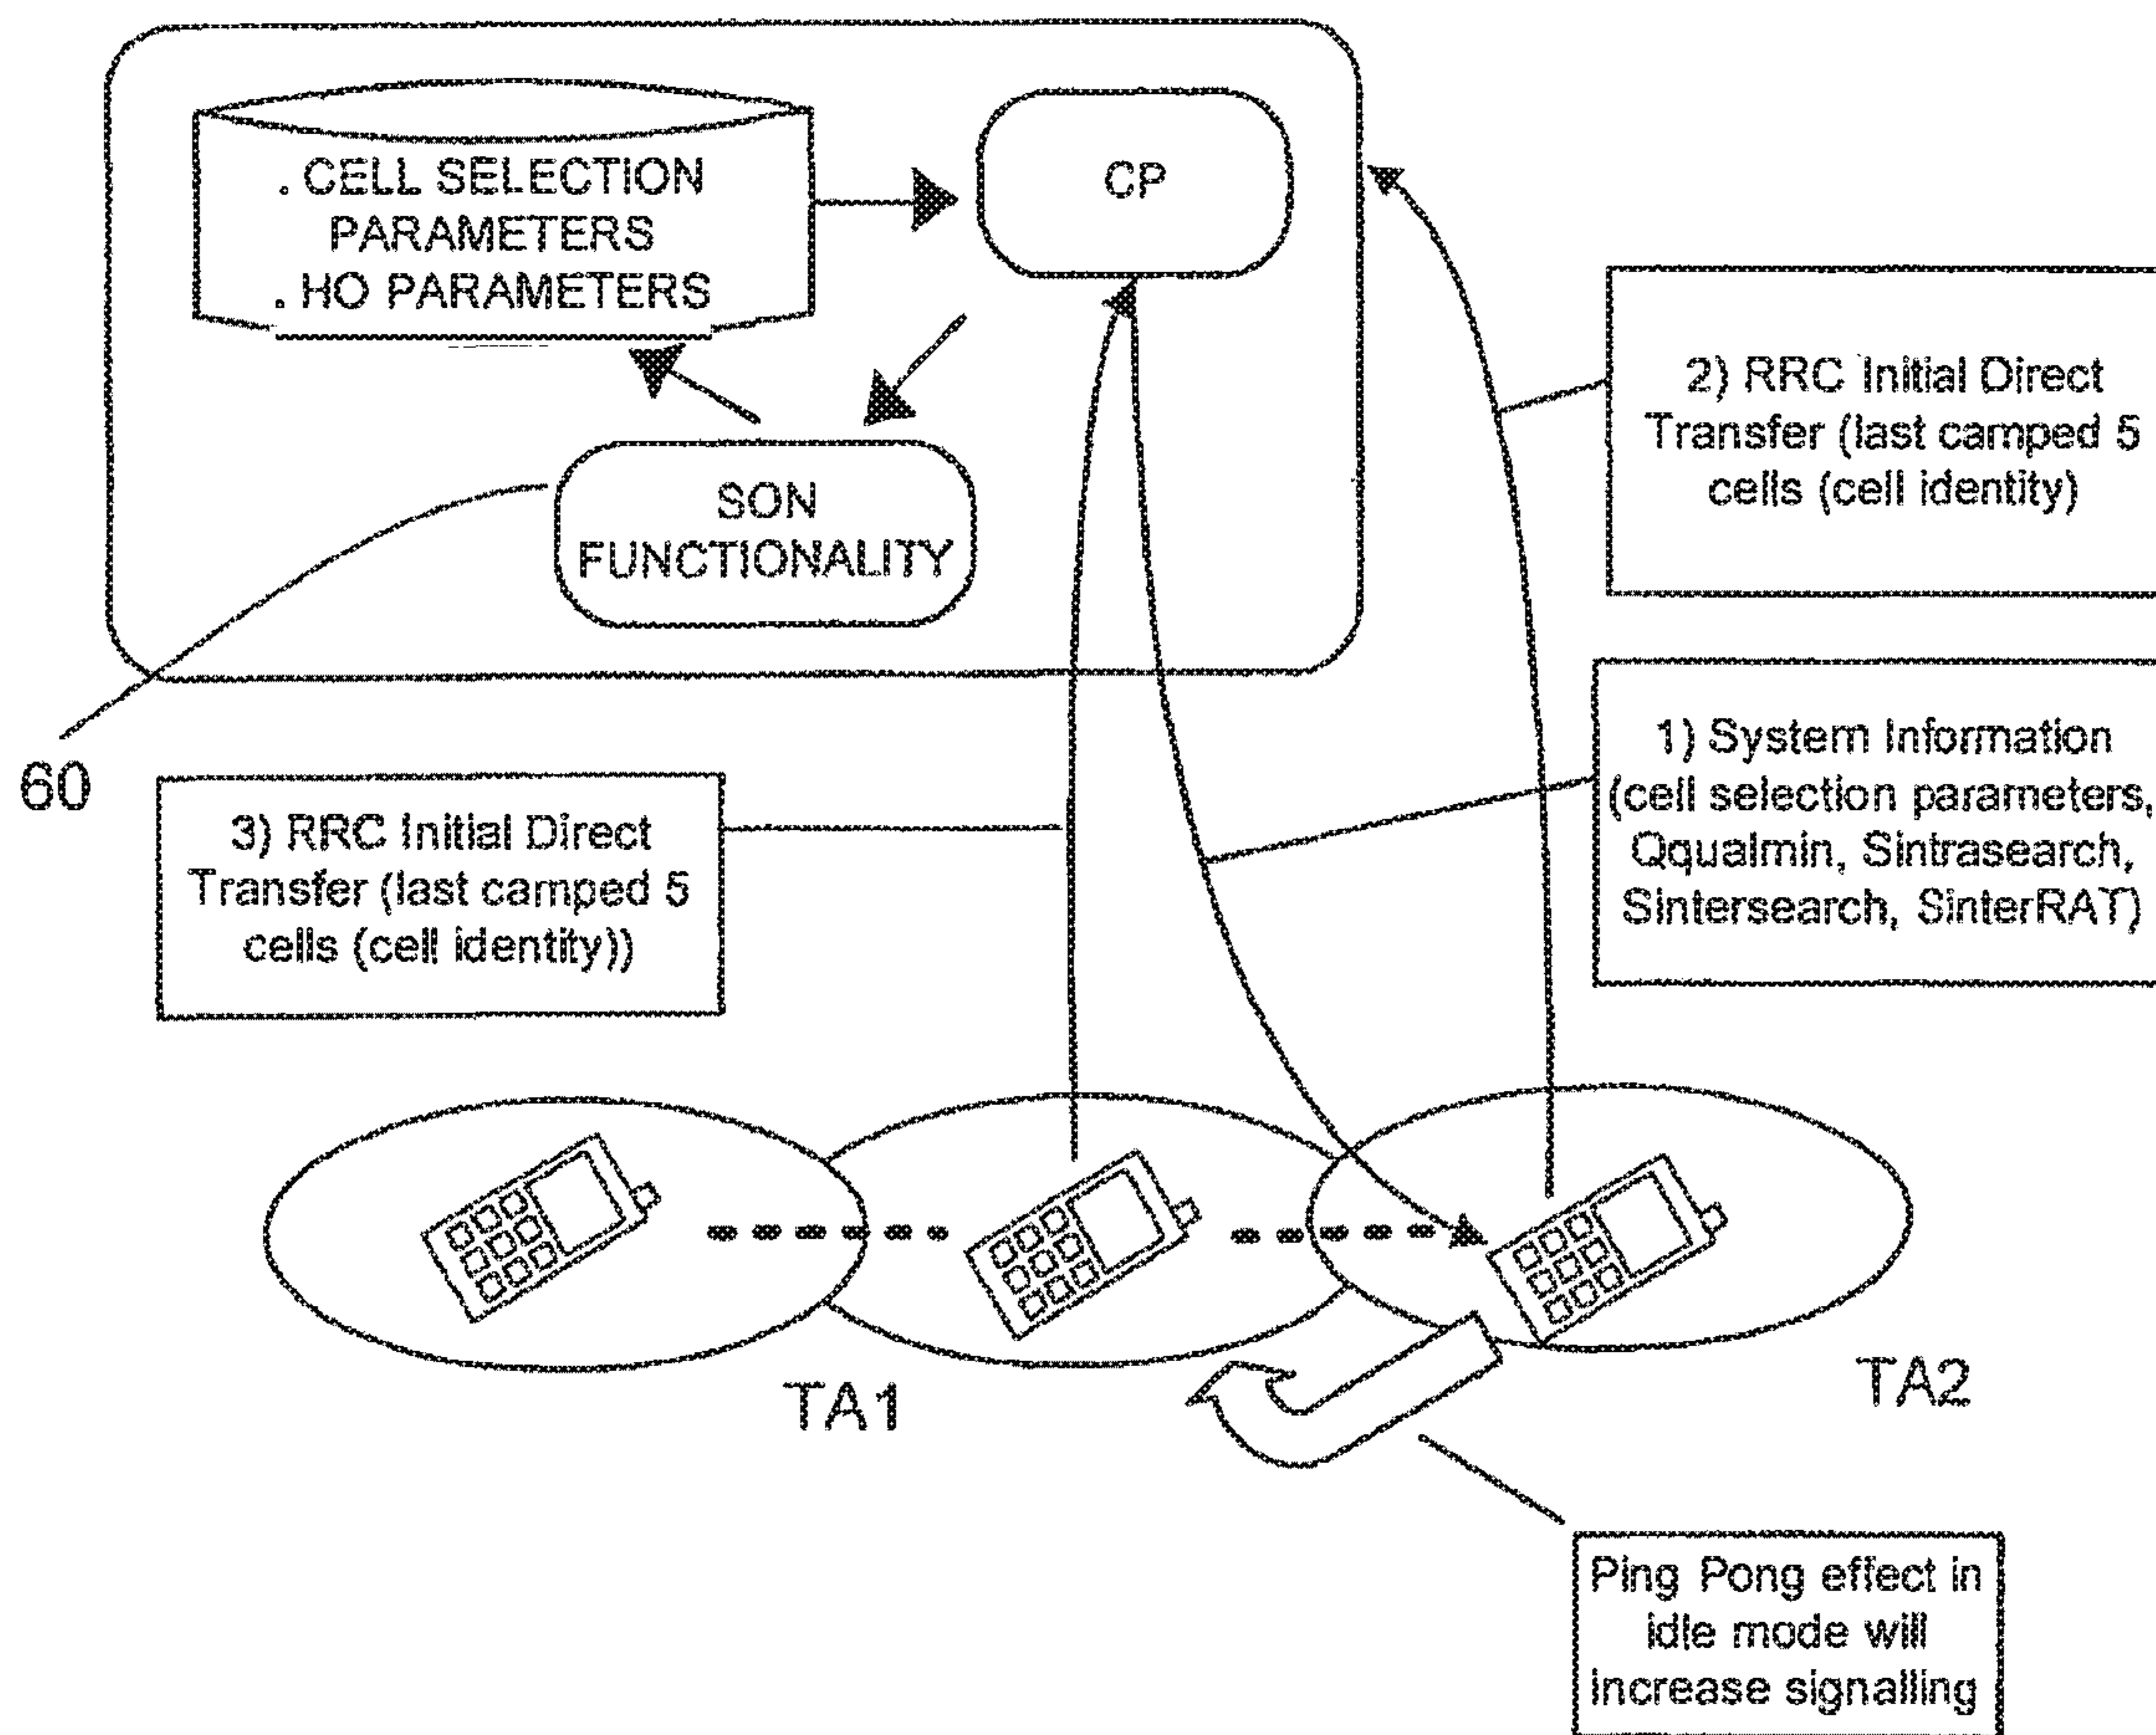 . CELL SELECTION
PARAMETERS
. HO PARAMETERS
CP
SON
FUNCTIONALITY
60
2) RRC Initial Direct
Transfer (last camped 5
cells (cell identity)
1) System Information
(cell selection parameters,
Qqualmin, Sintrasearch,
Sintersearch, SinterRAT)
3) RRC Initial Direct
Transfer (last camped 5
cells (cell identity))
TA1
TA2
Ping Pong effect in
idle mode will
increase signalling